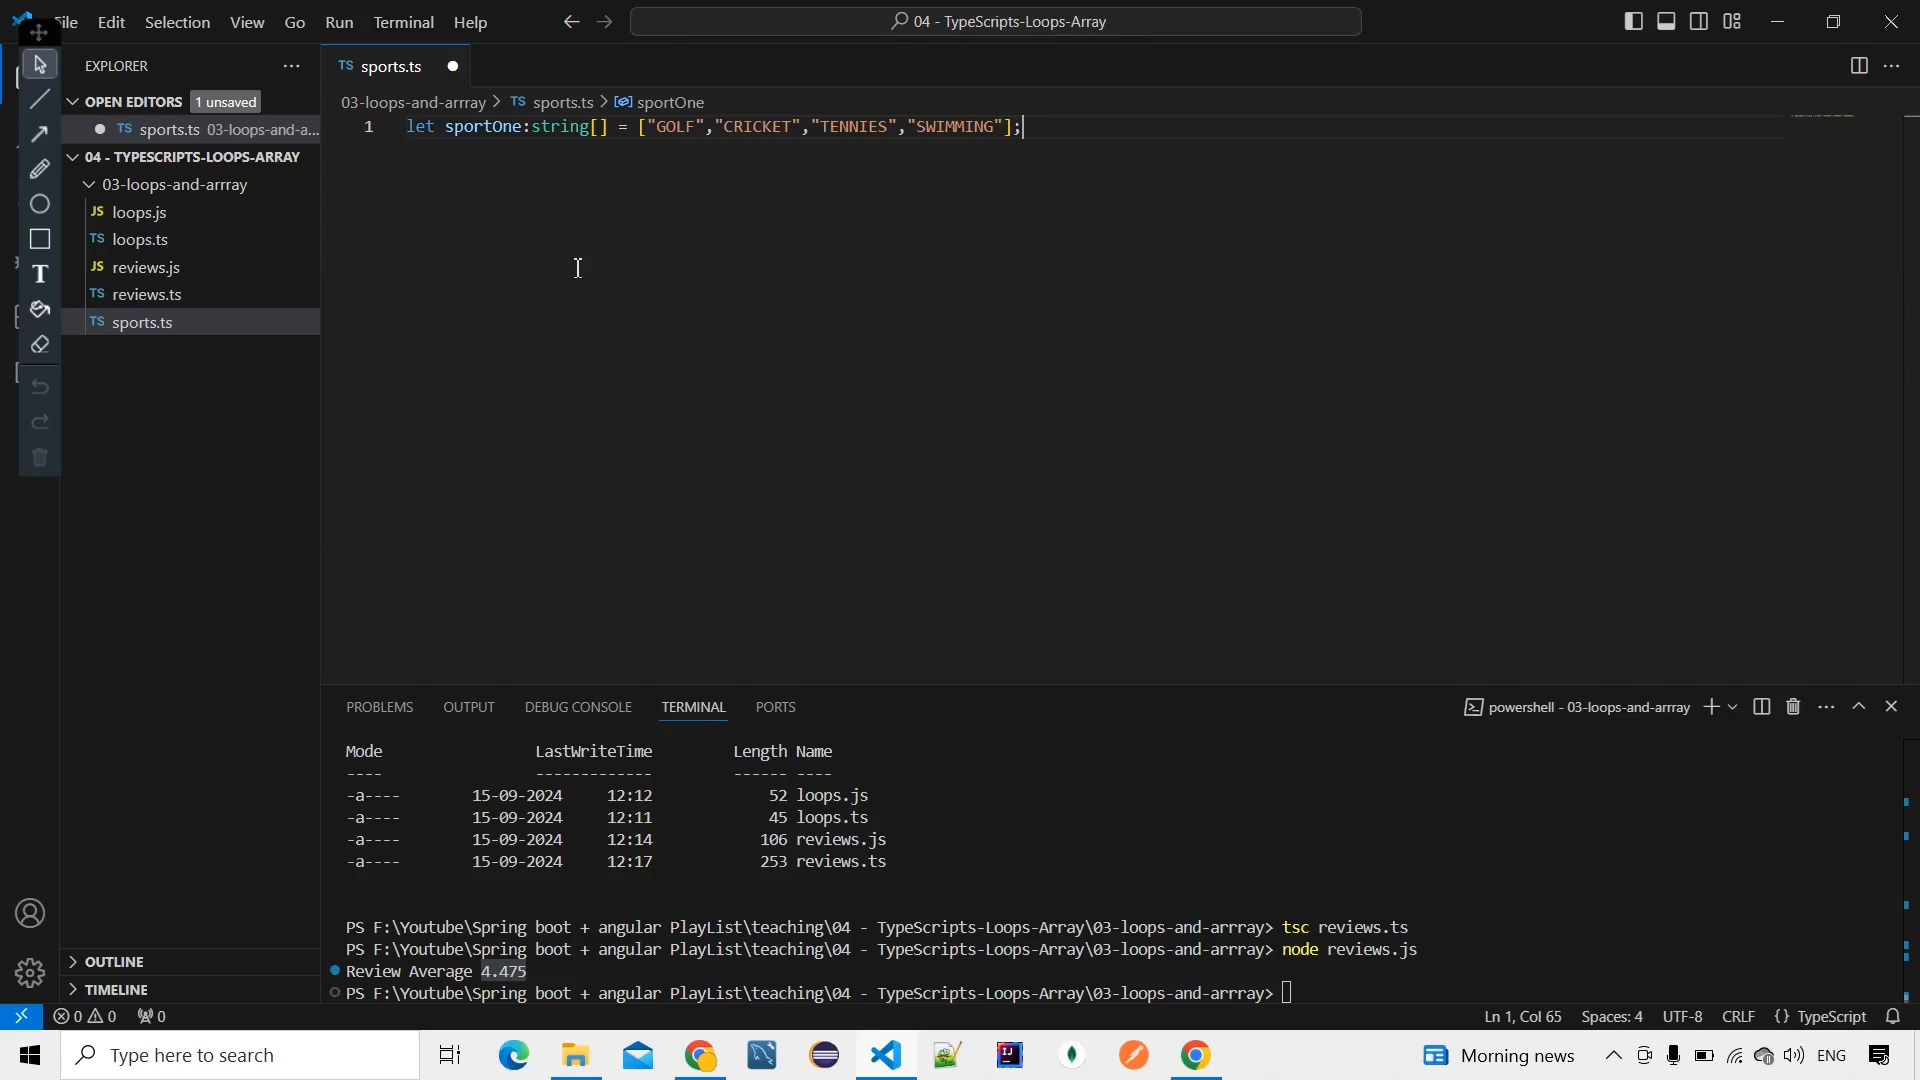 File Edit Selection View Go Run Terminal Help
04 - TypeScripts-Loops-Array
EXPLORER
TS sports.ts
OPEN EDITORS 1 unsaved
TS sports.ts 03-loops-and-a...
03-loops-and-arrray > TS sports.ts > sportOne
1 let sportOne:string[] = ["GOLF","CRICKET","TENNIES","SWIMMING"];
04 - TYPESCRIPTS-LOOPS-ARRAY
03-loops-and-arrray
JS loops.js
TS loops.ts
JS reviews.js
TS reviews.ts
TS sports.ts
T
PROBLEMS OUTPUT DEBUG CONSOLE TERMINAL PORTS
powershell - 03-loops-and-arrray
Mode LastWriteTime Length Name
---- ------------- ------ ----
-a---- 15-09-2024 12:12 52 loops.js
-a---- 15-09-2024 12:11 45 loops.ts
-a---- 15-09-2024 12:14 106 reviews.js
-a---- 15-09-2024 12:17 253 reviews.ts
PS F:\Youtube\Spring boot + angular PlayList\teaching\04 - TypeScripts-Loops-Array\03-loops-and-arrray> tsc reviews.ts
PS F:\Youtube\Spring boot + angular PlayList\teaching\04 - TypeScripts-Loops-Array\03-loops-and-arrray> node reviews.js
Review Average 4.475
PS F:\Youtube\Spring boot + angular PlayList\teaching\04 - TypeScripts-Loops-Array\03-loops-and-arrray>
OUTLINE
TIMELINE
0 0 0
Ln 1, Col 65 Spaces: 4 UTF-8 CRLF {} TypeScript
Type here to search
Morning news
ENG